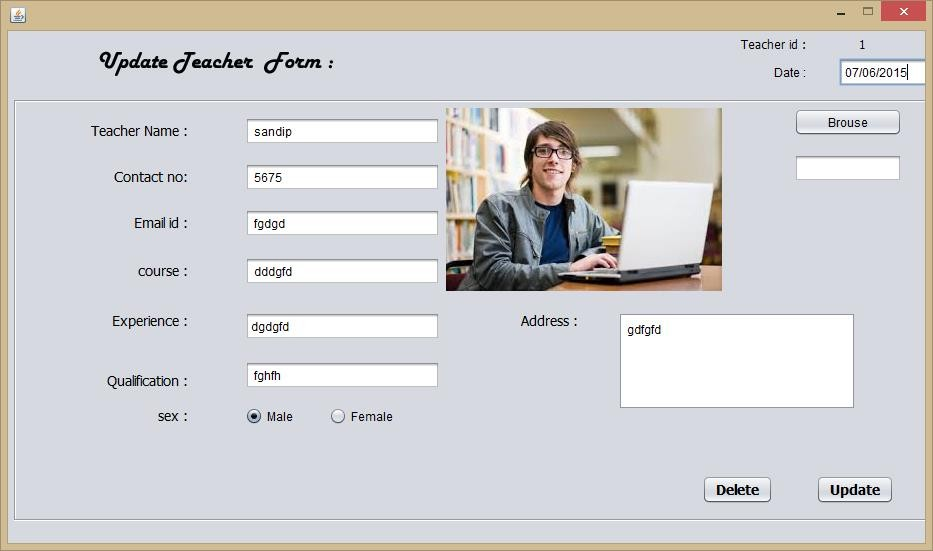 Update Teacher Form :
Teacher id : 1
Date : 07/06/2015
Teacher Name : sandip
Brouse
Contact no: 5675
Email id : fgdgd
course : dddgfd
Experience : dgdgfd
Address : gdfgfd
Qualification : fghfh
sex : Male Female
Delete Update